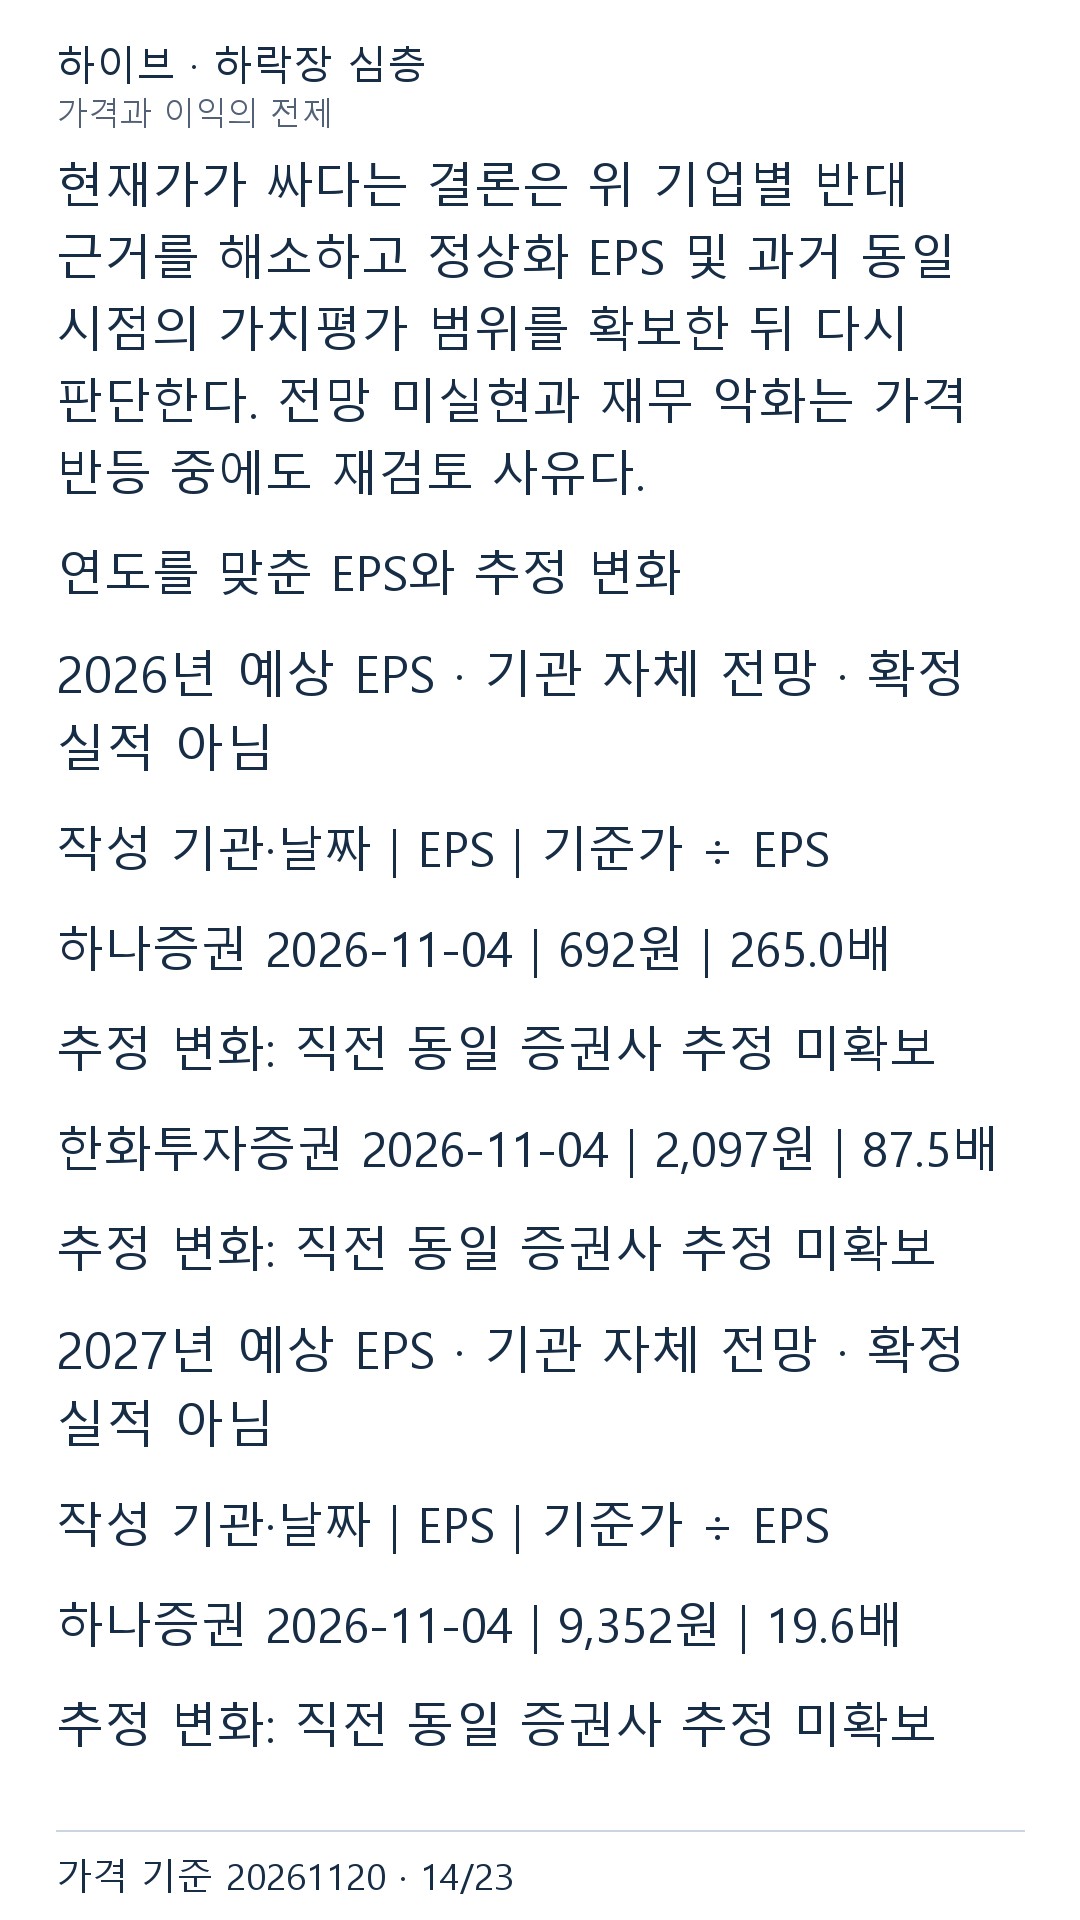 하이브 · 하락장 심층
가격과 이익의 전제
현재가가 싸다는 결론은 위 기업별 반대
근거를 해소하고 정상화 EPS 및 과거 동일
시점의 가치평가 범위를 확보한 뒤 다시
판단한다. 전망 미실현과 재무 악화는 가격
반등 중에도 재검토 사유다.
연도를 맞춘 EPS와 추정 변화
2026년 예상 EPS · 기관 자체 전망 · 확정
실적 아님
작성 기관·날짜 | EPS | 기준가 ÷ EPS
하나증권 2026-11-04 | 692원 | 265.0배
추정 변화: 직전 동일 증권사 추정 미확보
한화투자증권 2026-11-04 | 2,097원 | 87.5배
추정 변화: 직전 동일 증권사 추정 미확보
2027년 예상 EPS · 기관 자체 전망 · 확정
실적 아님
작성 기관·날짜 | EPS | 기준가 ÷ EPS
하나증권 2026-11-04 | 9,352원 | 19.6배
추정 변화: 직전 동일 증권사 추정 미확보
가격 기준 20261120 · 14/23